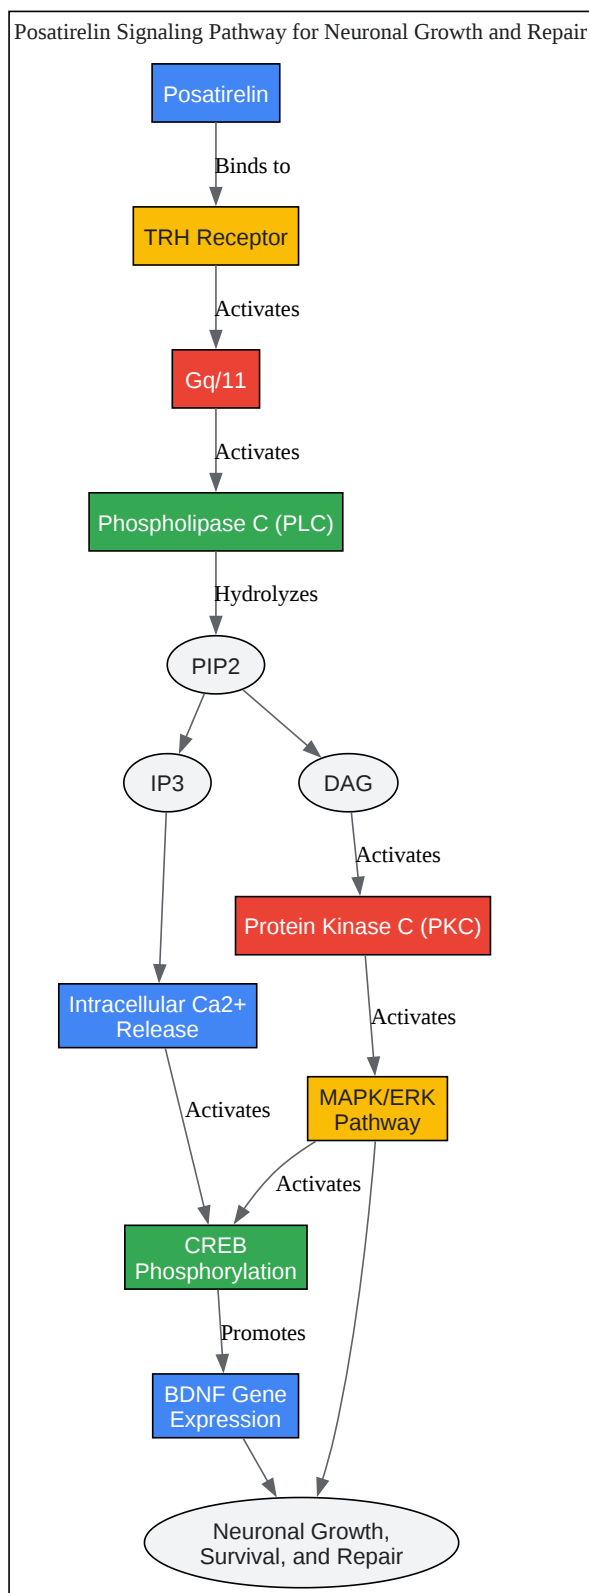 Posatirelin Signaling Pathway for Neuronal Growth and Repair
Posatirelin
Binds to
TRH Receptor
Activates
Gq/11
Activates
Phospholipase C (PLC)
Hydrolyzes
PIP2
IP3
DAG
Activates
Protein Kinase C (PKC)
Intracellular Ca2+
Release
Activates
MAPK/ERK
Pathway
Activates
Activates
CREB
Phosphorylation
Promotes
BDNF Gene
Expression
Neuronal Growth,
Survival, and Repair